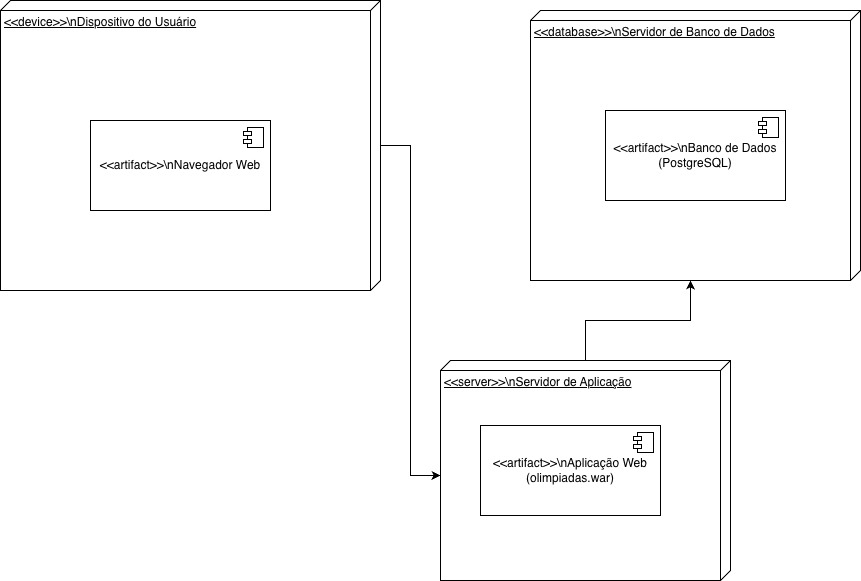 <<device>>\nDispositivo do Usuário
<<artifact>>\nNavegador Web
<<database>>\nServidor de Banco de Dados
<<artifact>>\nBanco de Dados
(PostgreSQL)
<<server>>\nServidor de Aplicação
<<artifact>>\nAplicação Web
(olimpiadas.war)